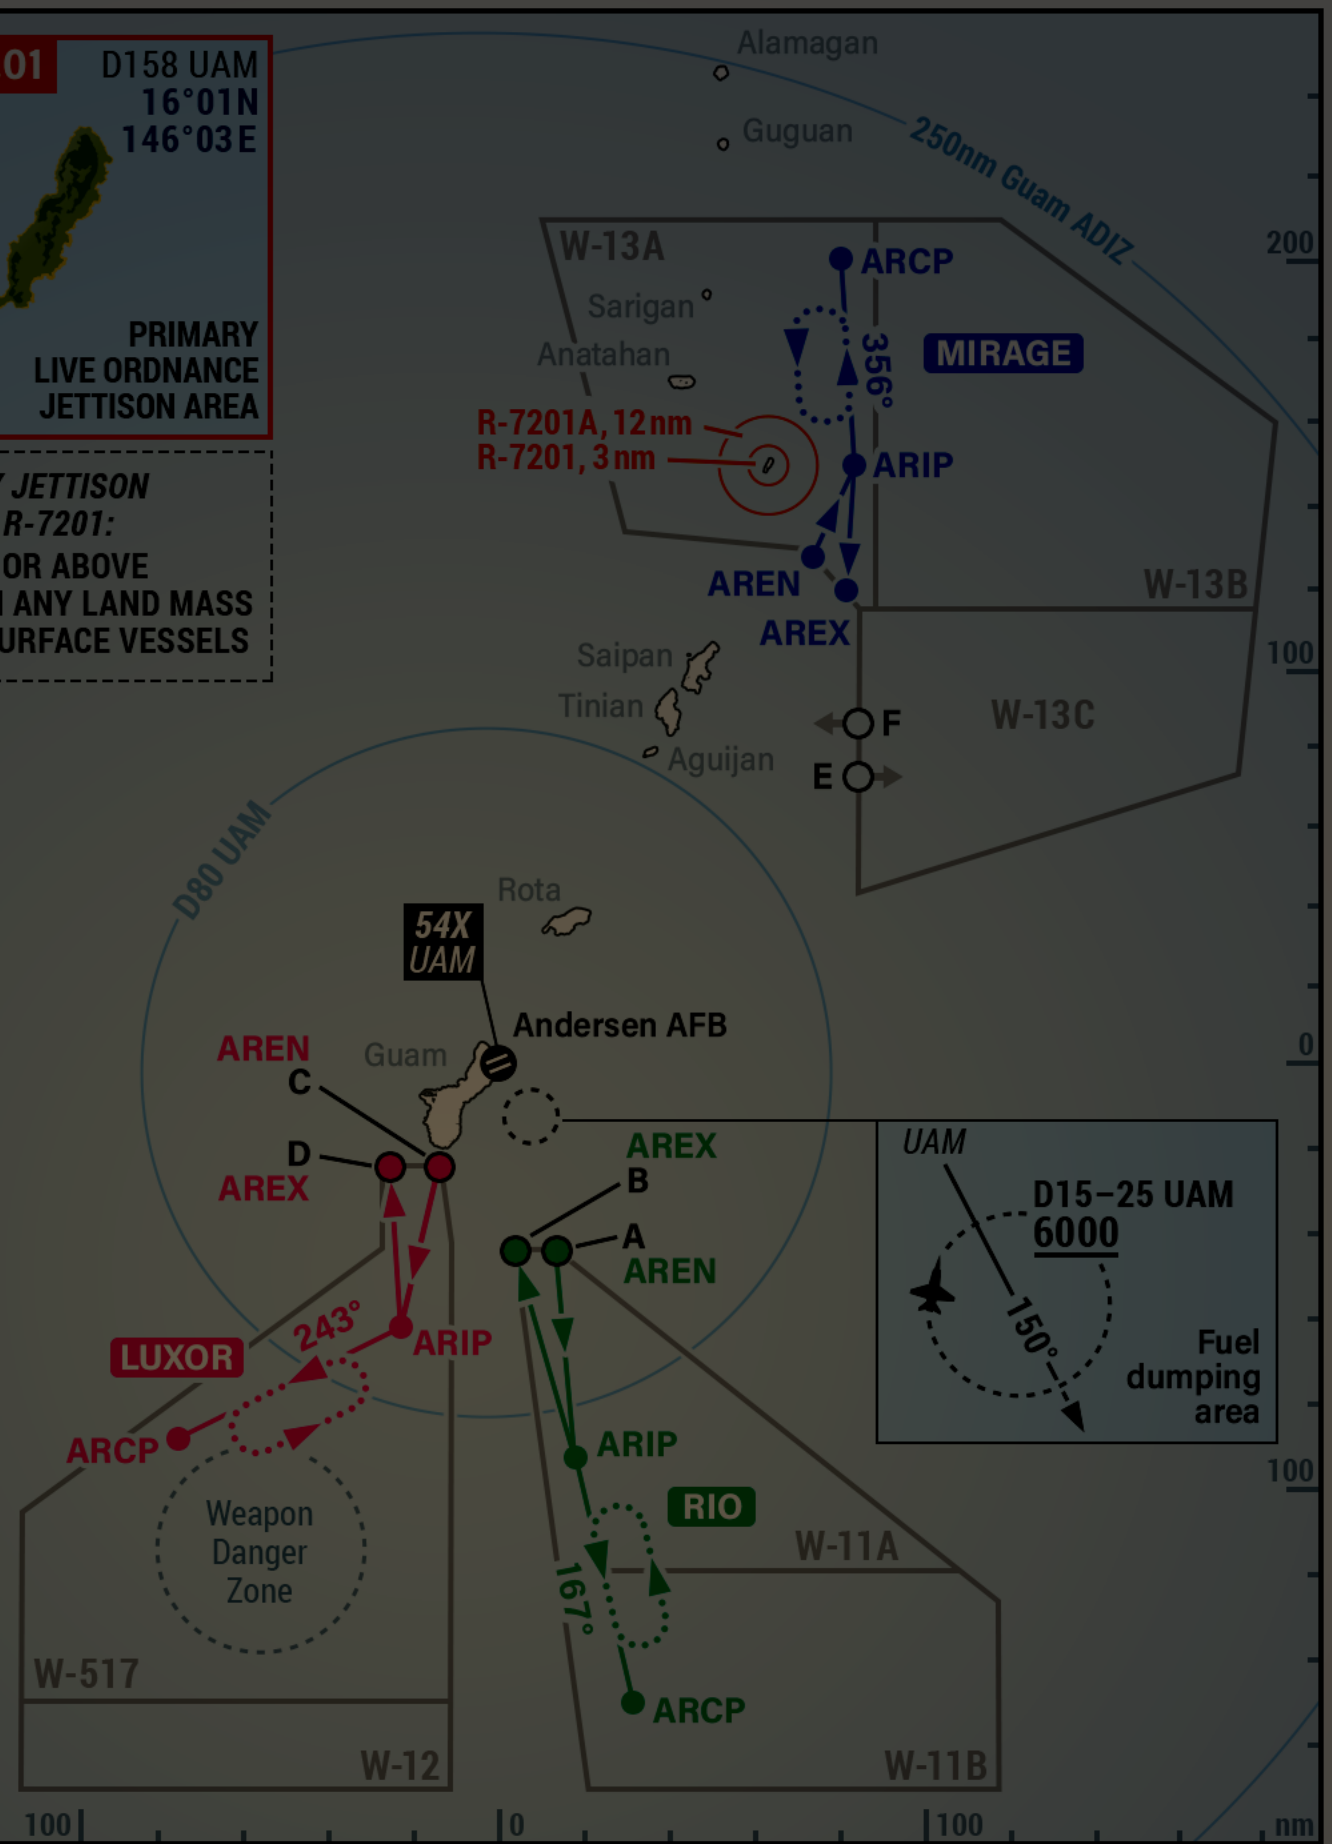 01
D158 UAM
16°01N
146°03E
PRIMARY
LIVE ORDNANCE
JETTISON AREA
JETTISON
R-7201:
OR ABOVE
ANY LAND MASS
URFACE VESSELS
Alamagan
Guguan
250nm Guam ADIZ
200
W-13A
ARCP
Sarigan
Anatahan
356°
MIRAGE
R-7201A, 12 nm
R-7201, 3 nm
ARIP
AREN
W-13B
AREX
100
Saipan
Tinian
Aguijan
F
E
W-13C
D80 UAM
Rota
54X
UAM
Andersen AFB
0
AREN
C
Guam
D
AREX
AREX
B
A
AREN
UAM
D15–25 UAM
6000
150°
Fuel
dumping
area
243°
LUXOR
ARIP
ARCP
ARIP
RIO
100
Weapon
Danger
Zone
W-11A
167°
W-517
ARCP
W-12
W-11B
100
0
100
nm